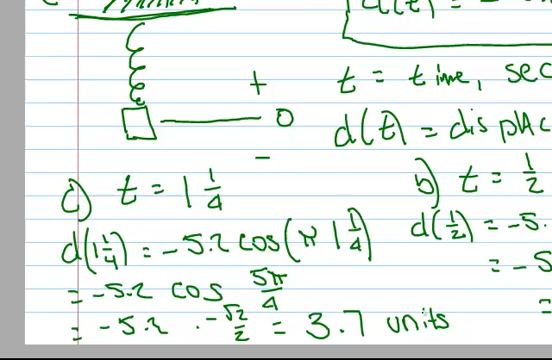 d(t) =
t = time, sec
+
0
d(t) = displac
-
c) t = 1 1/4
b) t = 1/2
d(1 1/4) = -5.2 cos(π 1 1/4)
d(1/2) = -5.
= -5.2 cos 5π/4
= -5
= -5.2 · -√2/2 = 3.7 units
=